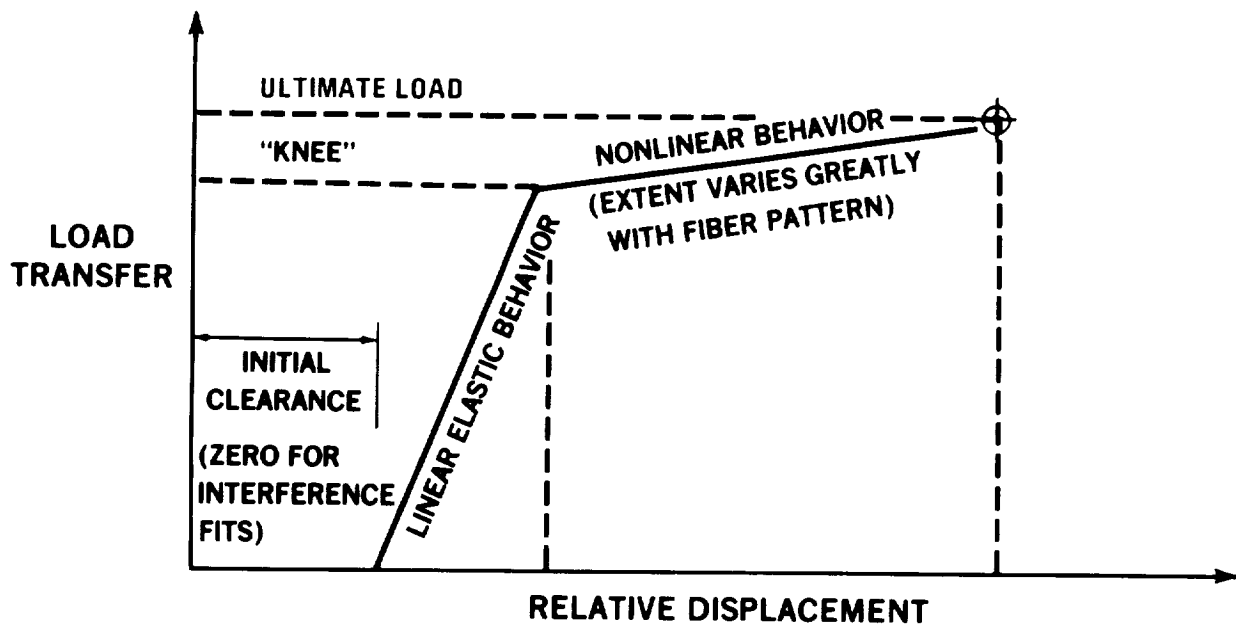 ULTIMATE LOAD
"KNEE"
NONLINEAR BEHAVIOR
(EXTENT VARIES GREATLY
WITH FIBER PATTERN)
LOAD
TRANSFER
LINEAR ELASTIC BEHAVIOR
INITIAL
CLEARANCE
(ZERO FOR
INTERFERENCE
FITS)
RELATIVE DISPLACEMENT